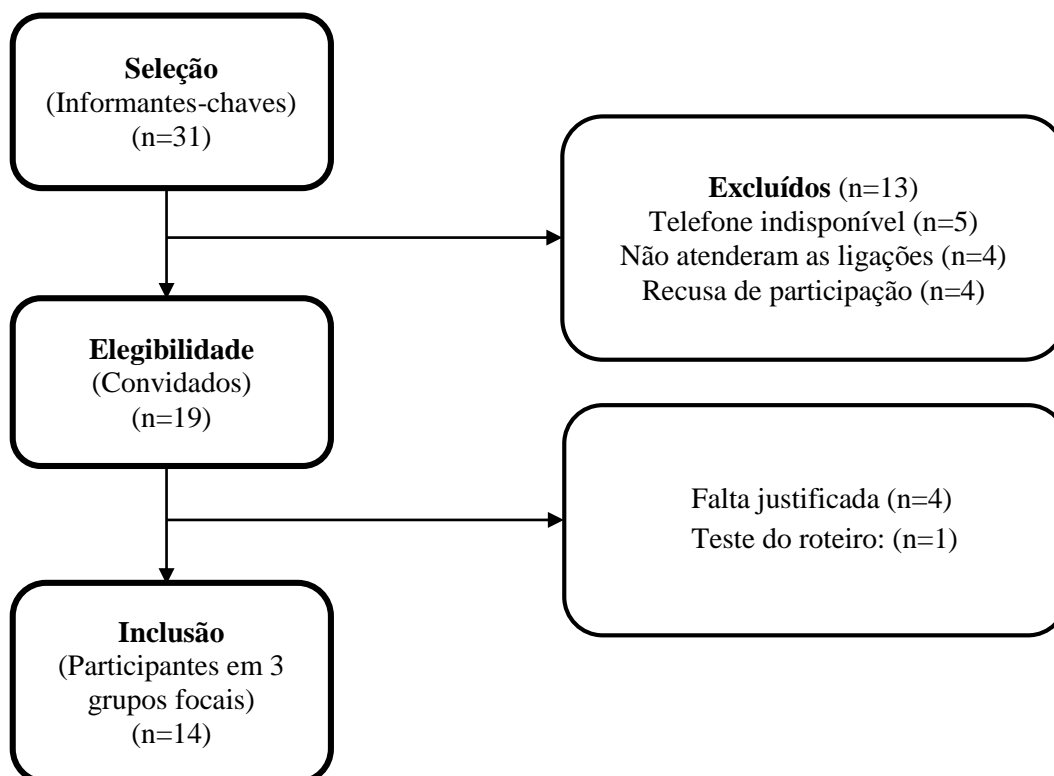 Seleção
(Informantes-chaves)
(n=31)
Excluídos (n=13)
Telefone indisponível (n=5)
Não atenderam as ligações (n=4)
Recusa de participação (n=4)
Elegibilidade
(Convidados)
(n=19)
Falta justificada (n=4)
Teste do roteiro: (n=1)
Inclusão
(Participantes em 3
grupos focais)
(n=14)